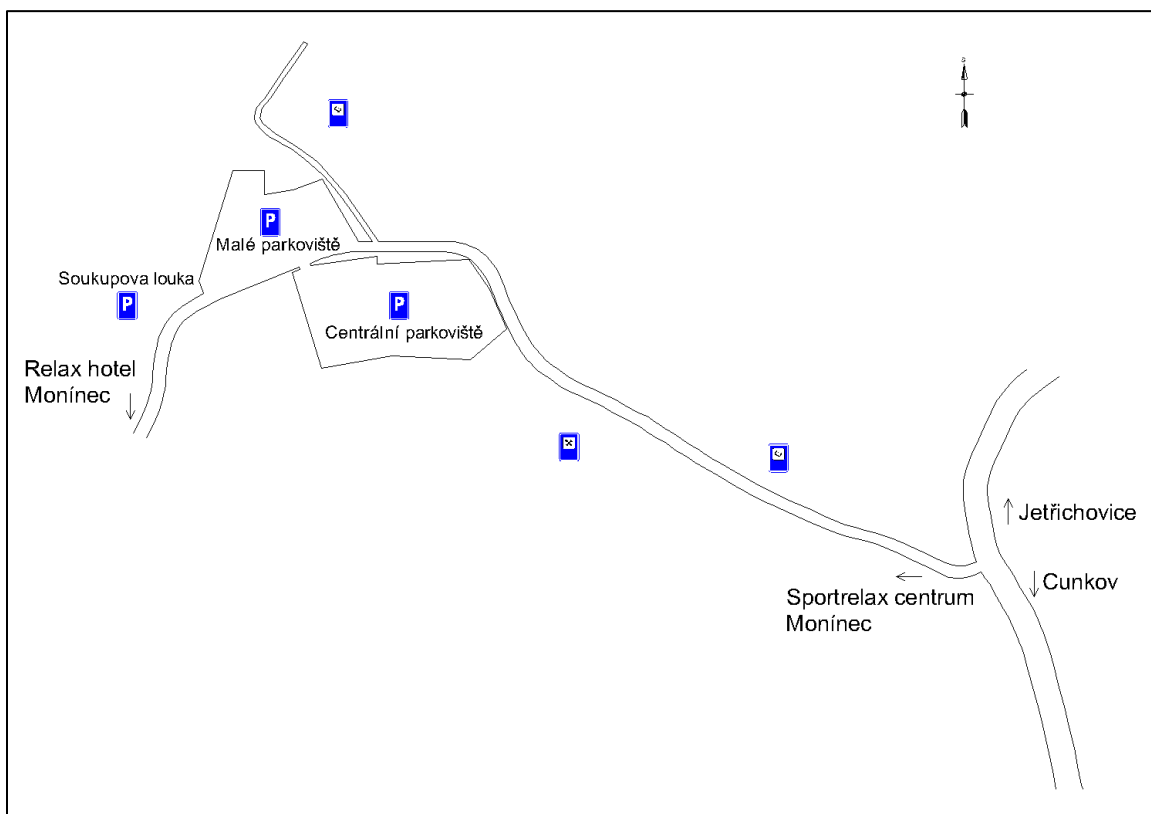 P
Malé parkoviště
Soukupova louka
P
P
Centrální parkoviště
Relax hotel
Monínec
Jetřichovice
Cunkov
Sportrelax centrum
Monínec